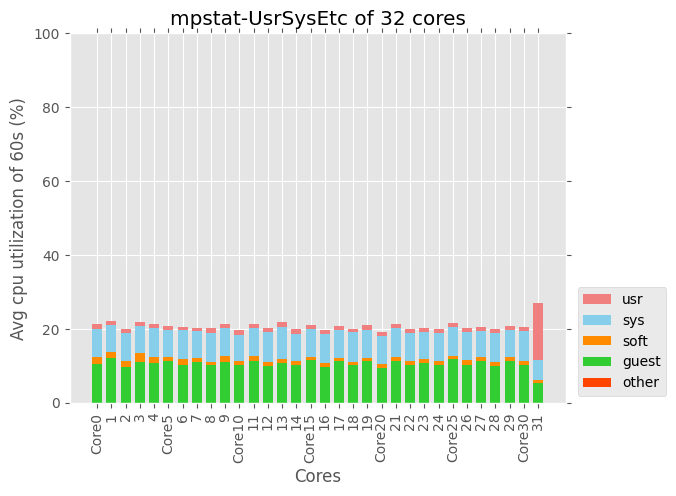 mpstat-UsrSysEtc of 32 cores
Avg cpu utilization of 60s (%)
100
80
60
40
20
0
Core0
1
2
3
4
Core5
6
7
8
9
Core10
11
12
13
14
Core15
16
17
18
19
Core20
21
22
23
24
Core25
26
27
28
29
Core30
31
Cores
usr
sys
soft
guest
other